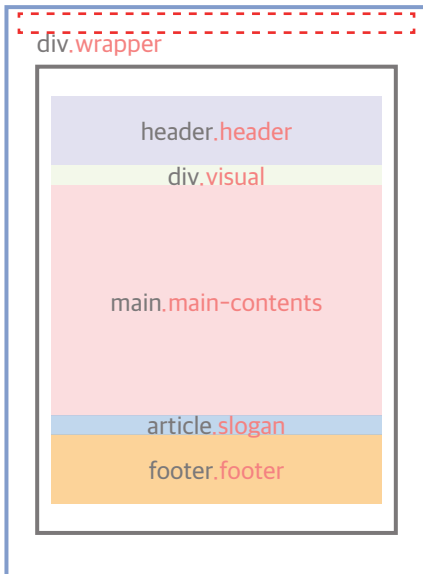 div.wrapper
header.header
div.visual
main.main-contents
article.slogan
footer.footer